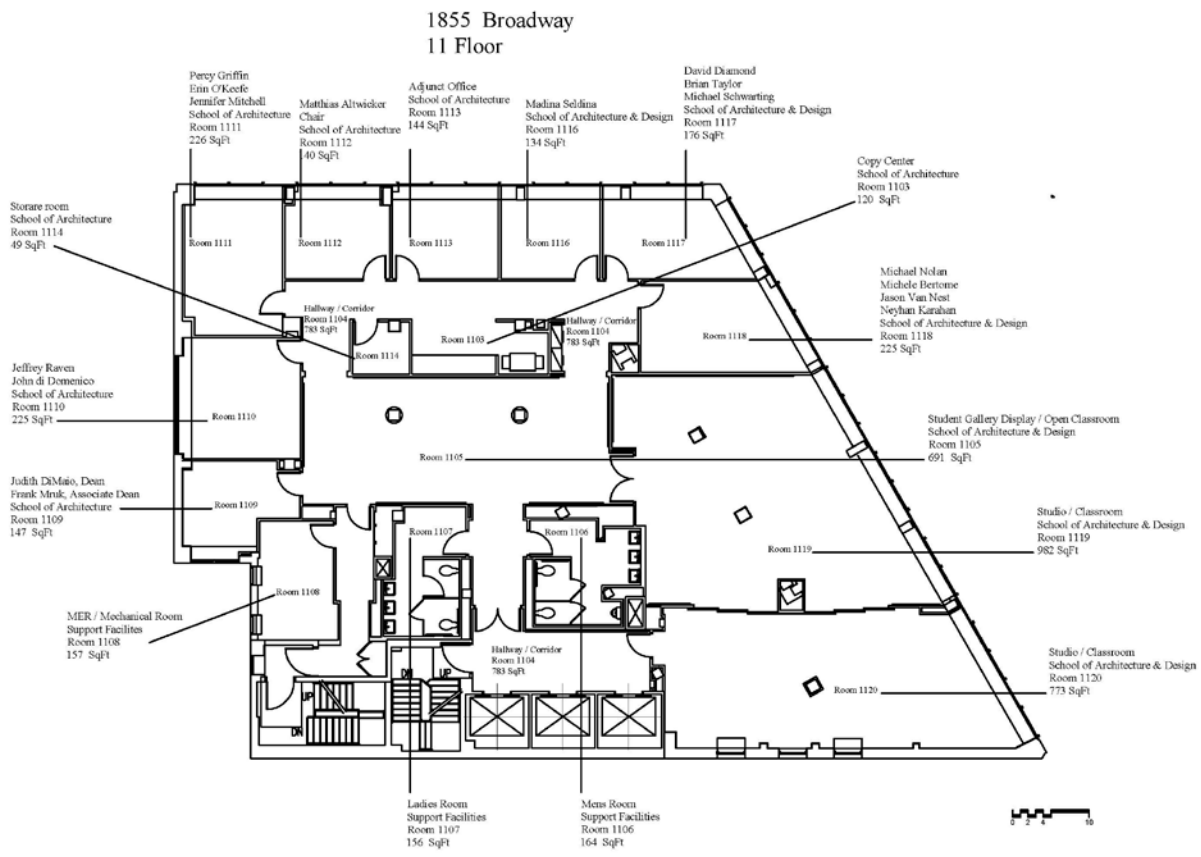 1855 Broadway
11 Floor
Percy Griffin
Erin O'Keefe
Jennifer Mitchell
School of Architecture
Room 1111
226 SqFt
Matthias Altwicker
Chair
School of Architecture
Room 1112
140 SqFt
Adjunct Office
School of Architecture
Room 1113
144 SqFt
Madina Seldina
School of Architecture & Design
Room 1116
134 SqFt
David Diamond
Brian Taylor
Michael Schwarting
School of Architecture & Design
Room 1117
176 SqFt
Copy Center
School of Architecture
Room 1103
120 SqFt
Storare room
School of Architecture
Room 1114
49 SqFt
Michael Nolan
Michele Bertome
Jason Van Nest
Neyhan Karahan
School of Architecture & Design
Room 1118
225 SqFt
Jeffrey Raven
John di Domenico
School of Architecture
Room 1110
225 SqFt
Student Gallery Display / Open Classroom
School of Architecture & Design
Room 1105
691 SqFt
Judith DiMaio, Dean
Frank Mruk, Associate Dean
School of Architecture
Room 1109
147 SqFt
Studio / Classroom
School of Architecture & Design
Room 1119
982 SqFt
MER / Mechanical Room
Support Facilites
Room 1108
157 SqFt
Studio / Classroom
School of Architecture & Design
Room 1120
773 SqFt
Ladies Room
Support Facilities
Room 1107
156 SqFt
Mens Room
Support Facilities
Room 1106
164 SqFt
Room 1111
Room 1112
Room 1113
Room 1116
Room 1117
Hallway / Corridor
Room 1104
783 SqFt
Room 1103
Hallway / Corridor
Room 1104
783 SqFt
Room 1118
Room 1114
Room 1110
Room 1105
Room 1109
Room 1107
Room 1106
Room 1119
Room 1108
Hallway / Corridor
Room 1104
783 SqFt
Room 1120
UP
DN
DN
UP
0 2 4 10